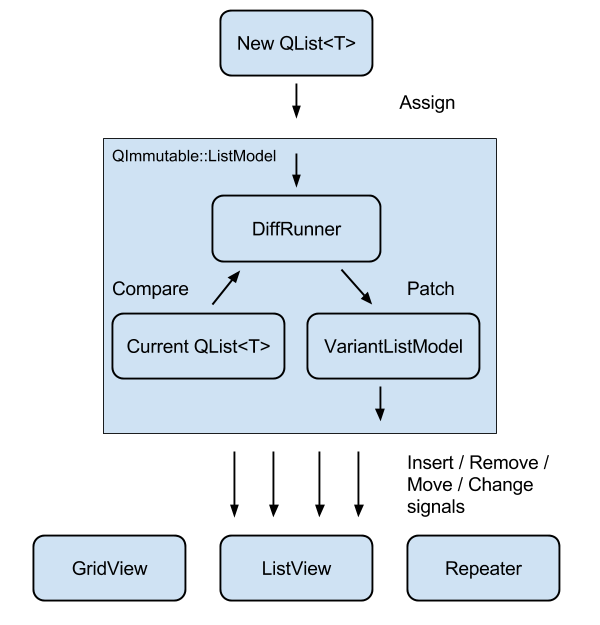 New QList<T>
Assign
QImmutable::ListModel
DiffRunner
Compare
Patch
Current QList<T>
VariantListModel
Insert / Remove /
Move / Change
signals
GridView
ListView
Repeater